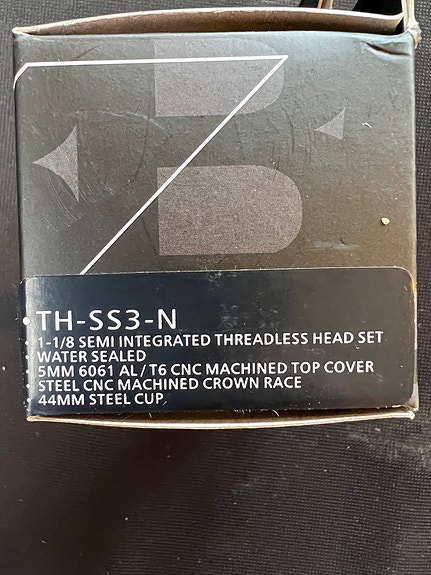 TH-SS3-N
1-1/8 SEMI INTEGRATED THREADLESS HEAD SET
WATER SEALED
5MM 6061 AL/T6 CNC MACHINED TOP COVER
STEEL CNC MACHINED CROWN RACE
44MM STEEL CUP